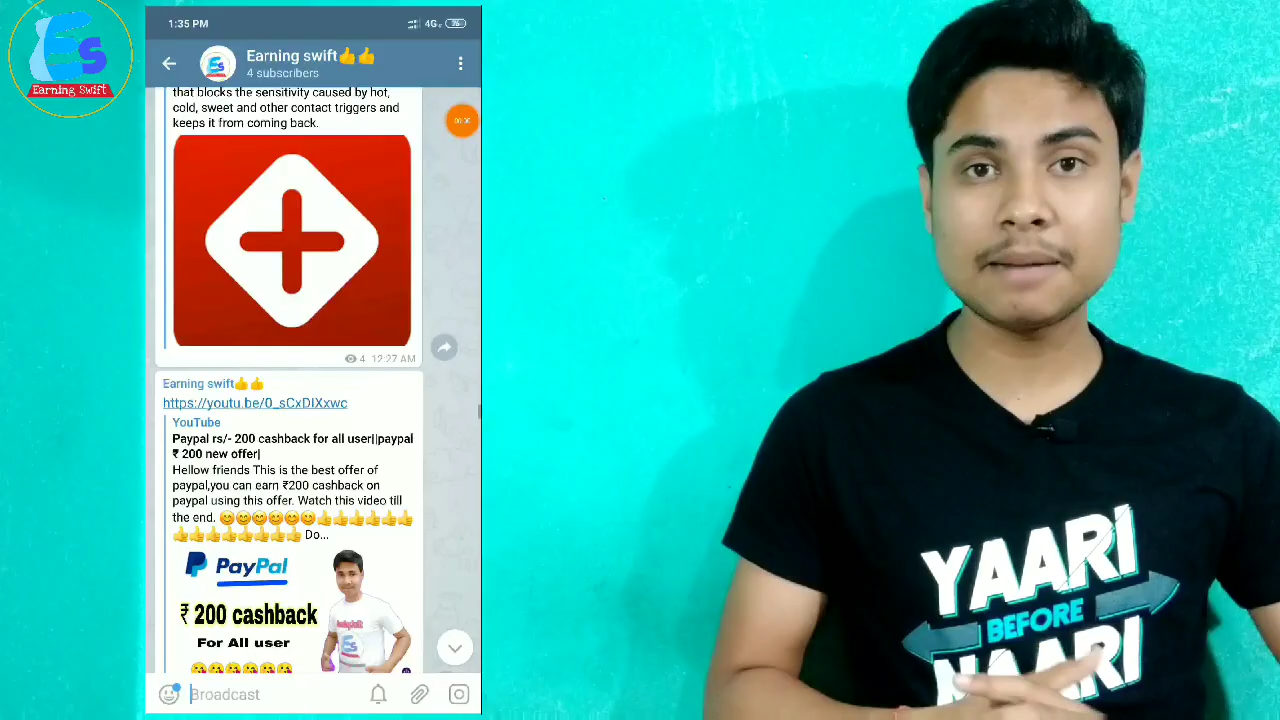 Es
Earning Swift
1:35 PM
4G
Earning swift👍👍
4 subscribers
that blocks the sensitivity caused by hot,
cold, sweet and other contact triggers and
keeps it from coming back.
4 12:27 AM
Earning swift👍👍
https://youtu.be/0_sCxDIXxwc
YouTube
Paypal rs/- 200 cashback for all user||paypal
₹ 200 new offer|
Hellow friends This is the best offer of
paypal,you can earn ₹200 cashback on
paypal using this offer. Watch this video till
the end. 😊😊😊😊😊😊👍👍👍👍👍👍
👍👍👍👍👍👍👍👍 Do...
PayPal
₹ 200 cashback
For All user
Broadcast
YAARI
BEFORE
NAARI